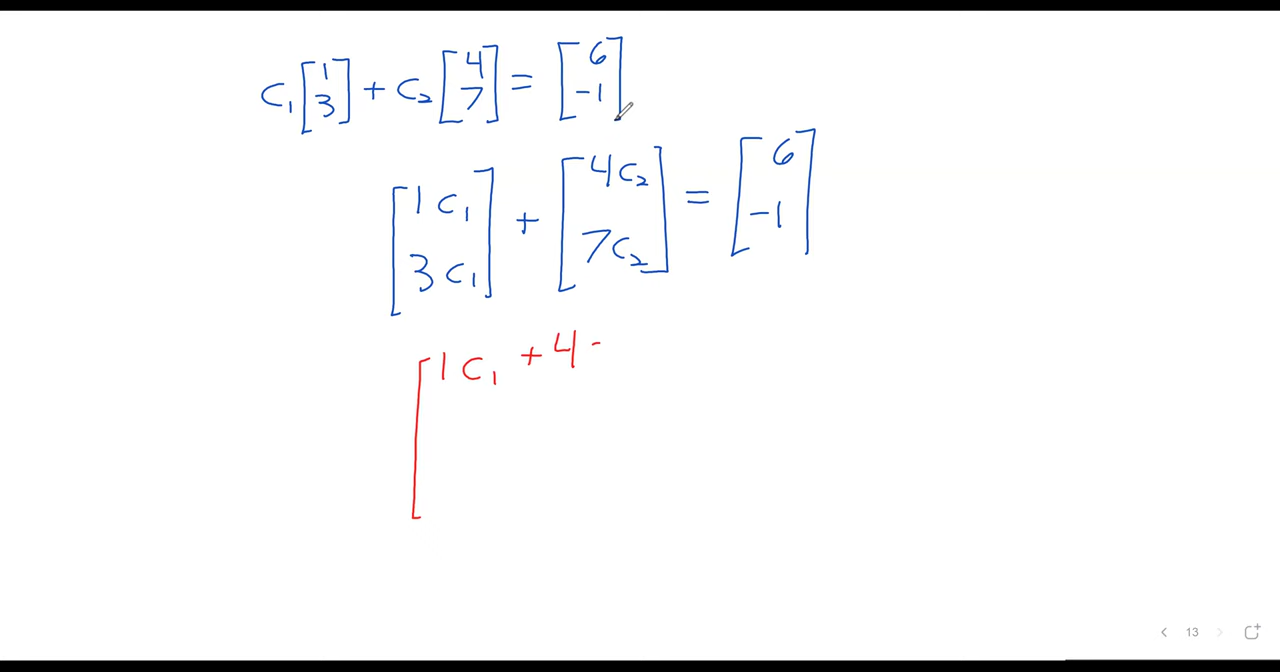 c₁[1 3] + c₂[4 7] = [6 -1]
[1c₁ 3c₁] + [4c₂ 7c₂] = [6 -1]
[1c₁ + 4 -
13